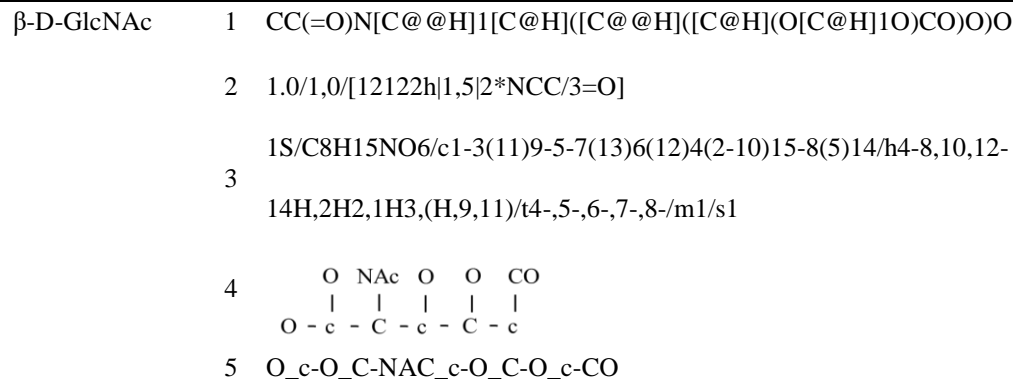 β-D-GlcNAc 1 CC(=O)N[C@@H]1[C@H]([C@@H]([C@H](O[C@H]1O)CO)O)O
2 1.0/1,0/[12122h|1,5|2*NCC/3=O]
1S/C8H15NO6/c1-3(11)9-5-7(13)6(12)4(2-10)15-8(5)14/h4-8,10,12-
3
14H,2H2,1H3,(H,9,11)/t4-,5-,6-,7-,8-/m1/s1
O NAc O O CO
4
| | | | |
O - c - C - c - C - c
5 O_c-O_C-NAC_c-O_C-O_c-CO